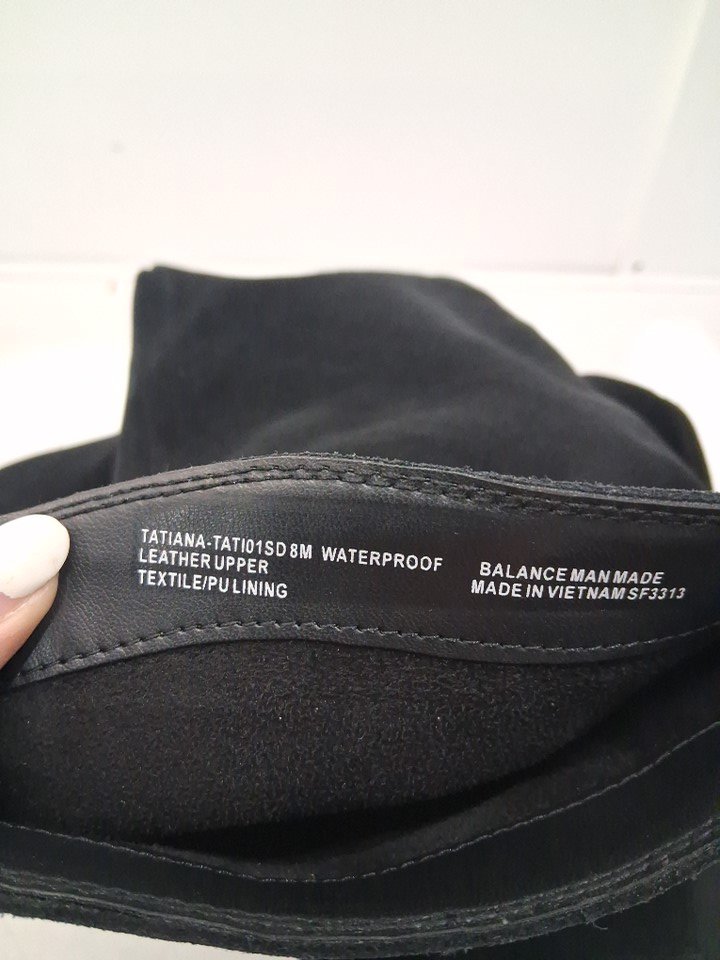 TATIANA-TATI01SD 8M WATERPROOF
LEATHER UPPER
TEXTILE/PU LINING
BALANCE MAN MADE
MADE IN VIETNAM SF3313